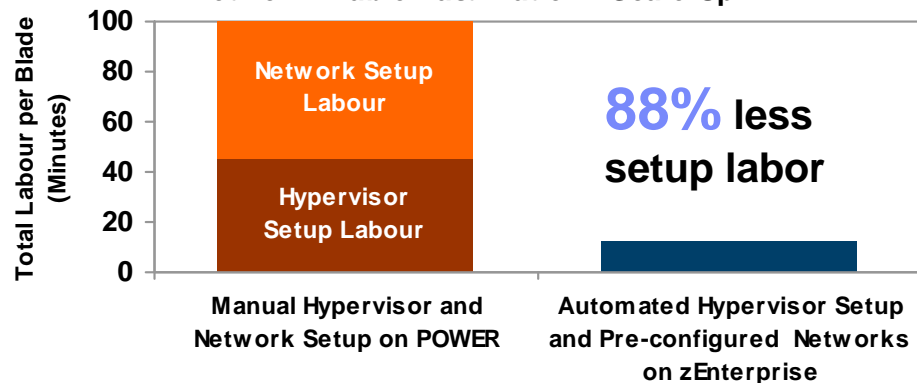 100
80
60
40
20
0
Total Labour per Blade
(Minutes)
Network Setup
Labour
Hypervisor
Setup Labour
88% less
setup labor
Manual Hypervisor and
Network Setup on POWER
Automated Hypervisor Setup
and Pre-configured Networks
on zEnterprise